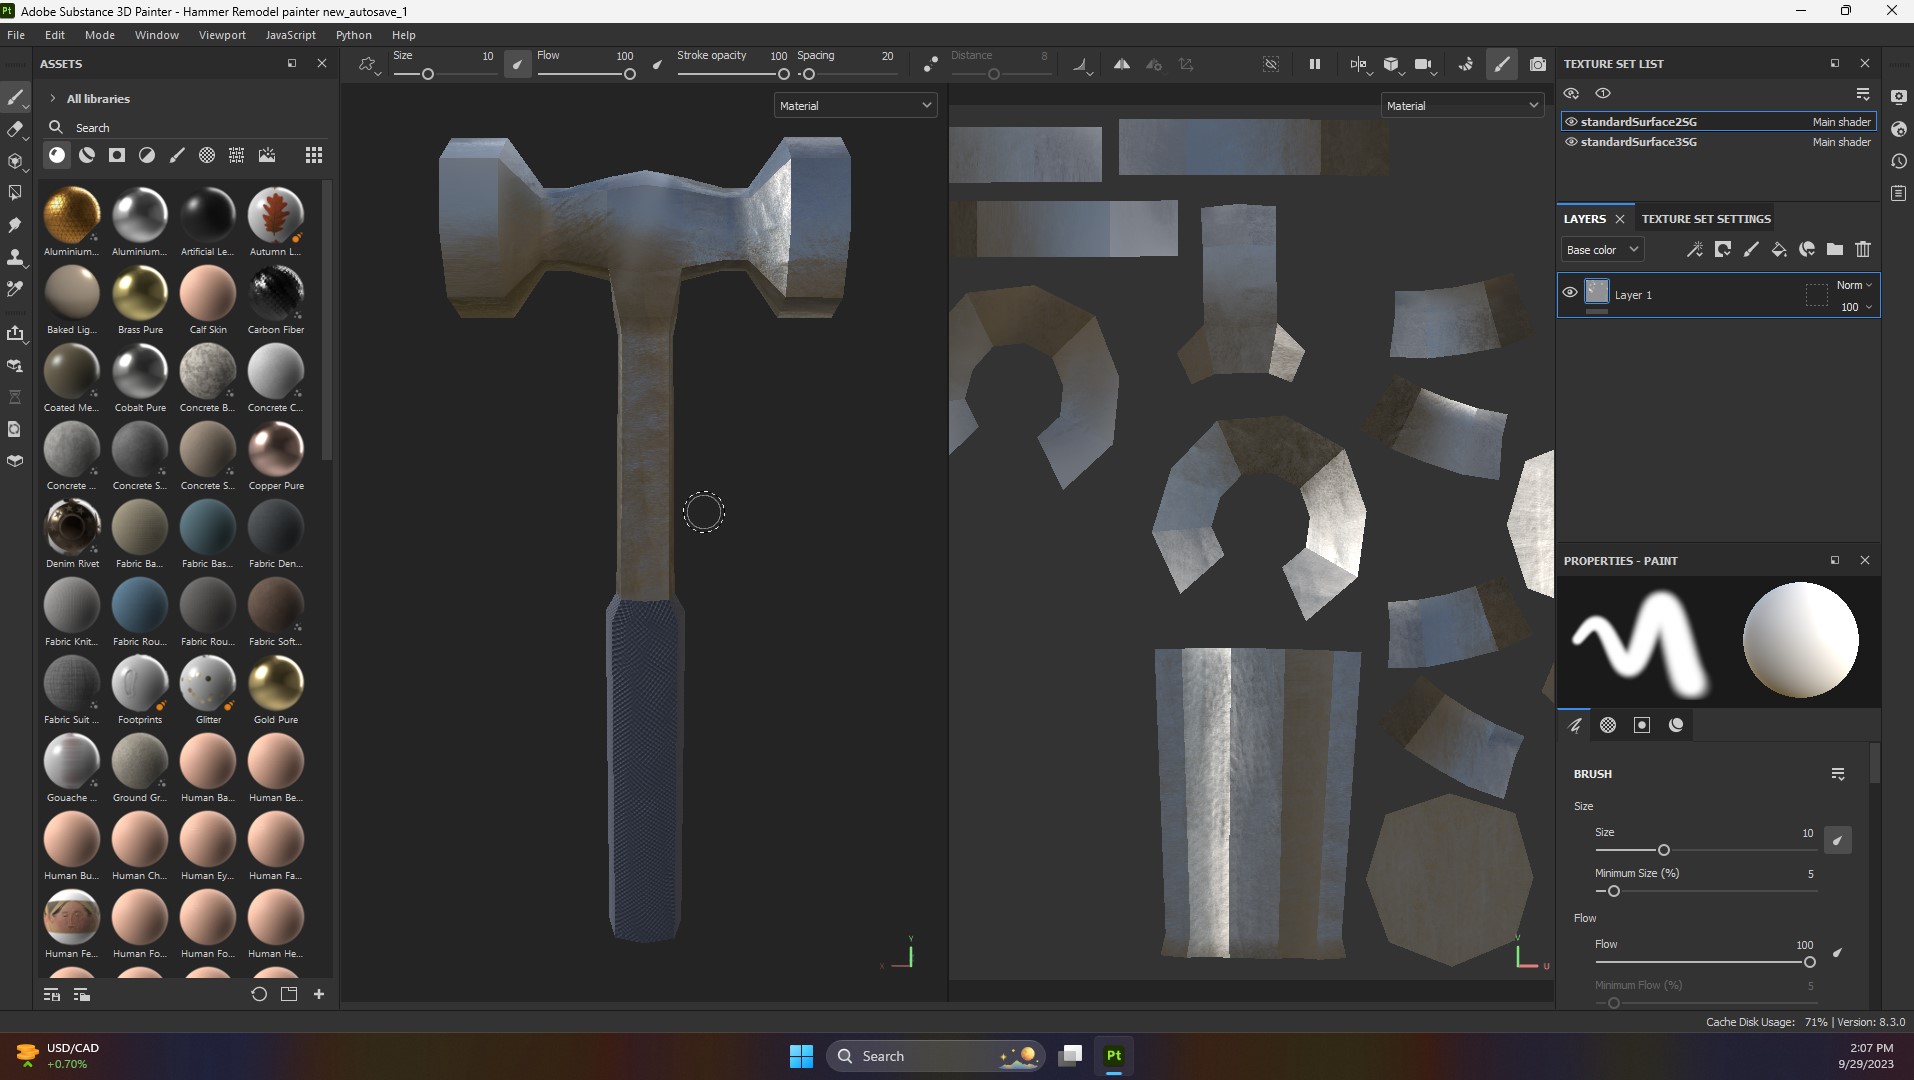 Pt Adobe Substance 3D Painter - Hammer Remodel painter new_autosave_1
File Edit Mode Window Viewport JavaScript Python Help
ASSETS
Size 10 Flow 100 Stroke opacity 100 Spacing 20 Distance 8
TEXTURE SET LIST
All libraries
Search
Material
Material
standardSurface2SG Main shader
standardSurface3SG Main shader
LAYERS TEXTURE SET SETTINGS
Base color
Layer 1 Norm
100
Aluminium... Aluminium... Artificial Le... Autumn L...
Baked Lig... Brass Pure Calf Skin Carbon Fiber
Coated Me... Cobalt Pure Concrete B... Concrete C...
Concrete ... Concrete S... Concrete S... Copper Pure
Denim Rivet Fabric Ba... Fabric Bas... Fabric Den...
Fabric Knit... Fabric Rou... Fabric Rou... Fabric Soft...
Fabric Suit ... Footprints Glitter Gold Pure
Gouache ... Ground Gr... Human Ba... Human Be...
Human Bu... Human Ch... Human Ey... Human Fa...
Human Fe... Human Fo... Human Fo... Human He...
Y
X
V
U
PROPERTIES - PAINT
BRUSH
Size
Size 10
Minimum Size (%) 5
Flow
Flow 100
Minimum Flow (%) 5
Cache Disk Usage: 71% | Version: 8.3.0
USD/CAD
+0.70%
Search
Pt
2:07 PM
9/29/2023